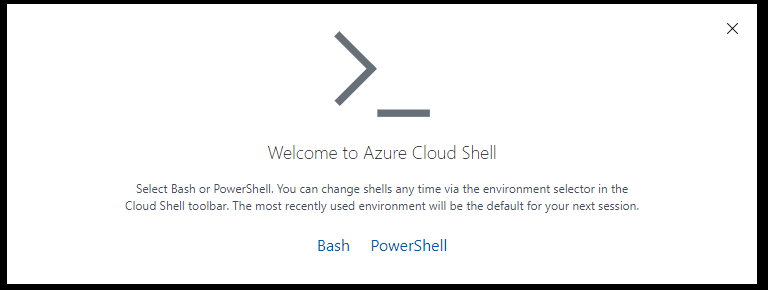 Welcome to Azure Cloud Shell
Select Bash or PowerShell. You can change shells any time via the environment selector in the
Cloud Shell toolbar. The most recently used environment will be the default for your next session.
Bash PowerShell